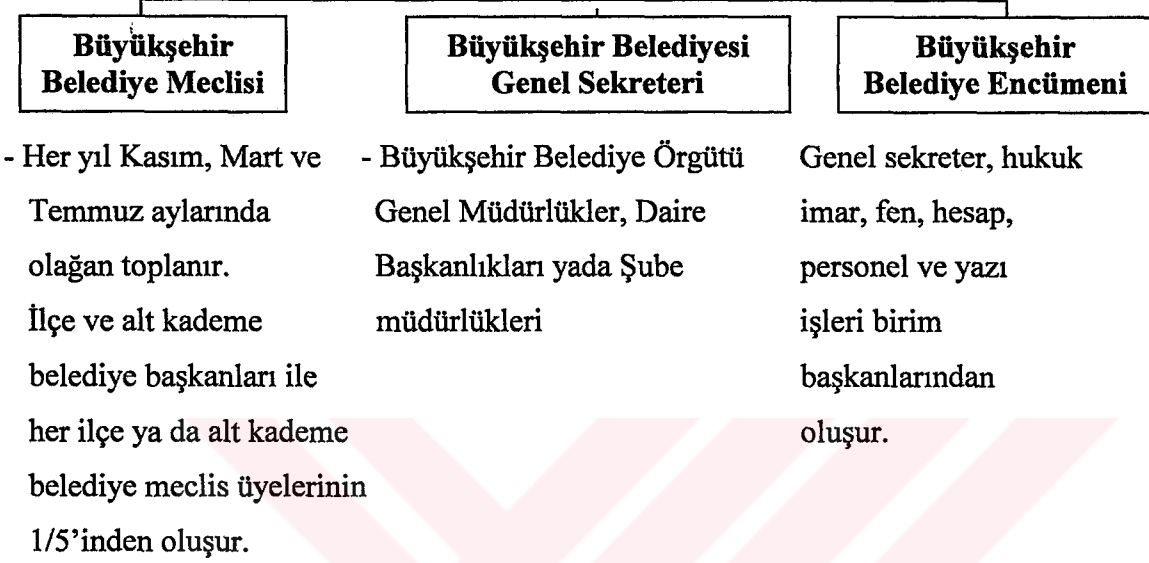 Büyükşehir
Belediye Meclisi
Büyükşehir Belediyesi
Genel Sekreteri
Büyükşehir
Belediye Encümeni
- Her yıl Kasım, Mart ve
Temmuz aylarında
olağan toplanır.
İlçe ve alt kademe
belediye başkanları ile
her ilçe ya da alt kademe
belediye meclis üyelerinin
1/5’inden oluşur.
- Büyükşehir Belediye Örgütü
Genel Müdürlükler, Daire
Başkanlıkları yada Şube
müdürlükleri
Genel sekreter, hukuk
imar, fen, hesap,
personel ve yazı
işleri birim
başkanlarından
oluşur.